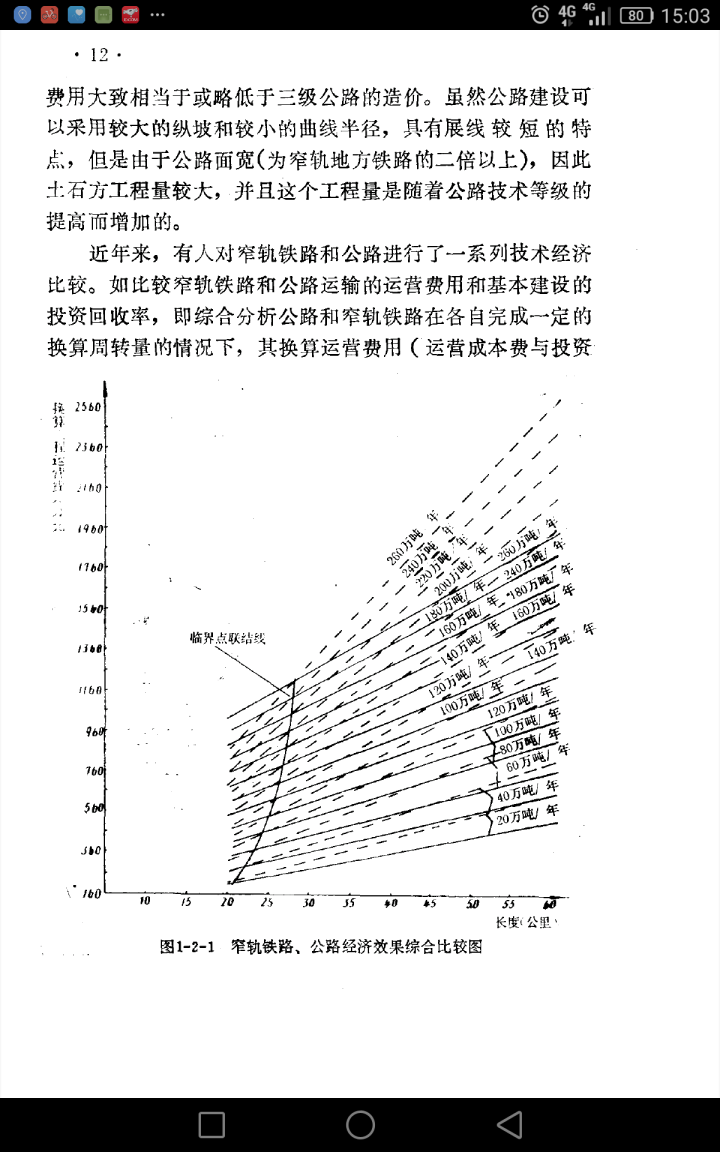 4G 4G 80 15:03
·12·
费用大致相当于或略低于三级公路的造价。虽然公路建设可
以采用较大的纵坡和较小的曲线半径，具有展线较短的特
点，但是由于公路面宽(为窄轨地方铁路的二倍以上)，因此
土石方工程量较大，并且这个工程量是随着公路技术等级的
提高而增加的。
近年来，有人对窄轨铁路和公路进行了一系列技术经济
比较。如比较窄轨铁路和公路运输的运营费用和基本建设的
投资回收率，即综合分析公路和窄轨铁路在各自完成一定的
换算周转量的情况下，其换算运营费用（运营成本费与投资
换算
2560
2360
2160
1960
1760
1560
1360
1160
960
760
560
360
160
临界点联结线
260万吨/年
240万吨/年
220万吨/年
200万吨/年
180万吨/年
160万吨/年
140万吨/年
120万吨/年
100万吨/年
260万吨/年
240万吨/年
180万吨/年
160万吨/年
140万吨/年
120万吨/年
100万吨/年
80万吨/年
60万吨/年
40万吨/年
20万吨/年
10 15 20 25 30 35 40 45 50 55 60
长度(公里)
图1-2-1 窄轨铁路、公路经济效果综合比较图